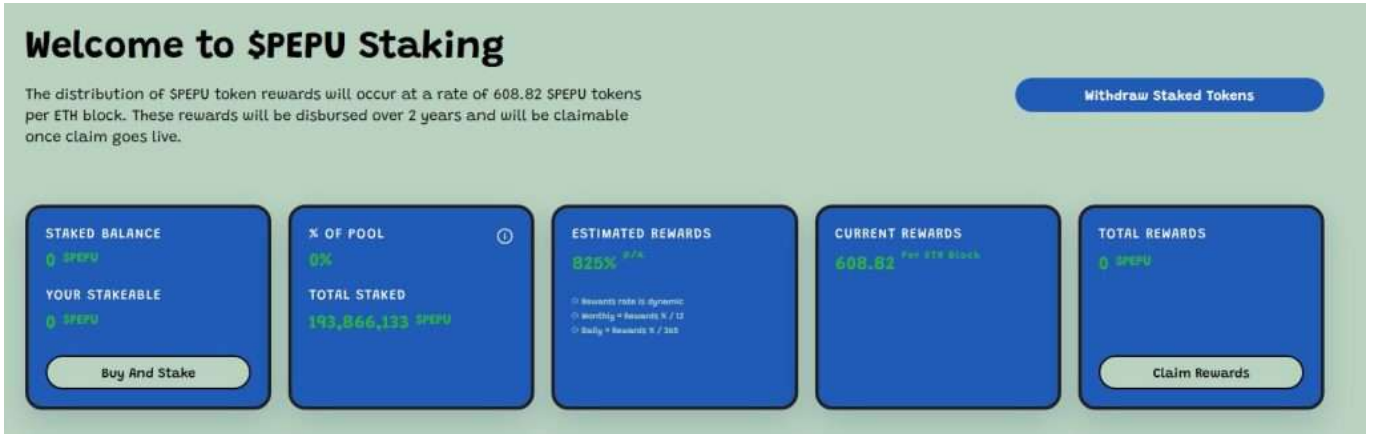 Welcome to $PEPU Staking
The distribution of $PEPU token rewards will occur at a rate of 608.82 $PEPU tokens
per ETH block. These rewards will be disbursed over 2 years and will be claimable
once claim goes live.
Withdraw Staked Tokens
STAKED BALANCE
0 $PEPU
YOUR STAKEABLE
0 $PEPU
Buy And Stake
% OF POOL
0%
TOTAL STAKED
193,866,133 $PEPU
ESTIMATED REWARDS
825% P/A
Rewards rate is dynamic
Monthly = Rewards % / 12
Daily = Rewards % / 365
CURRENT REWARDS
608.82 Per ETH Block
TOTAL REWARDS
0 $PEPU
Claim Rewards